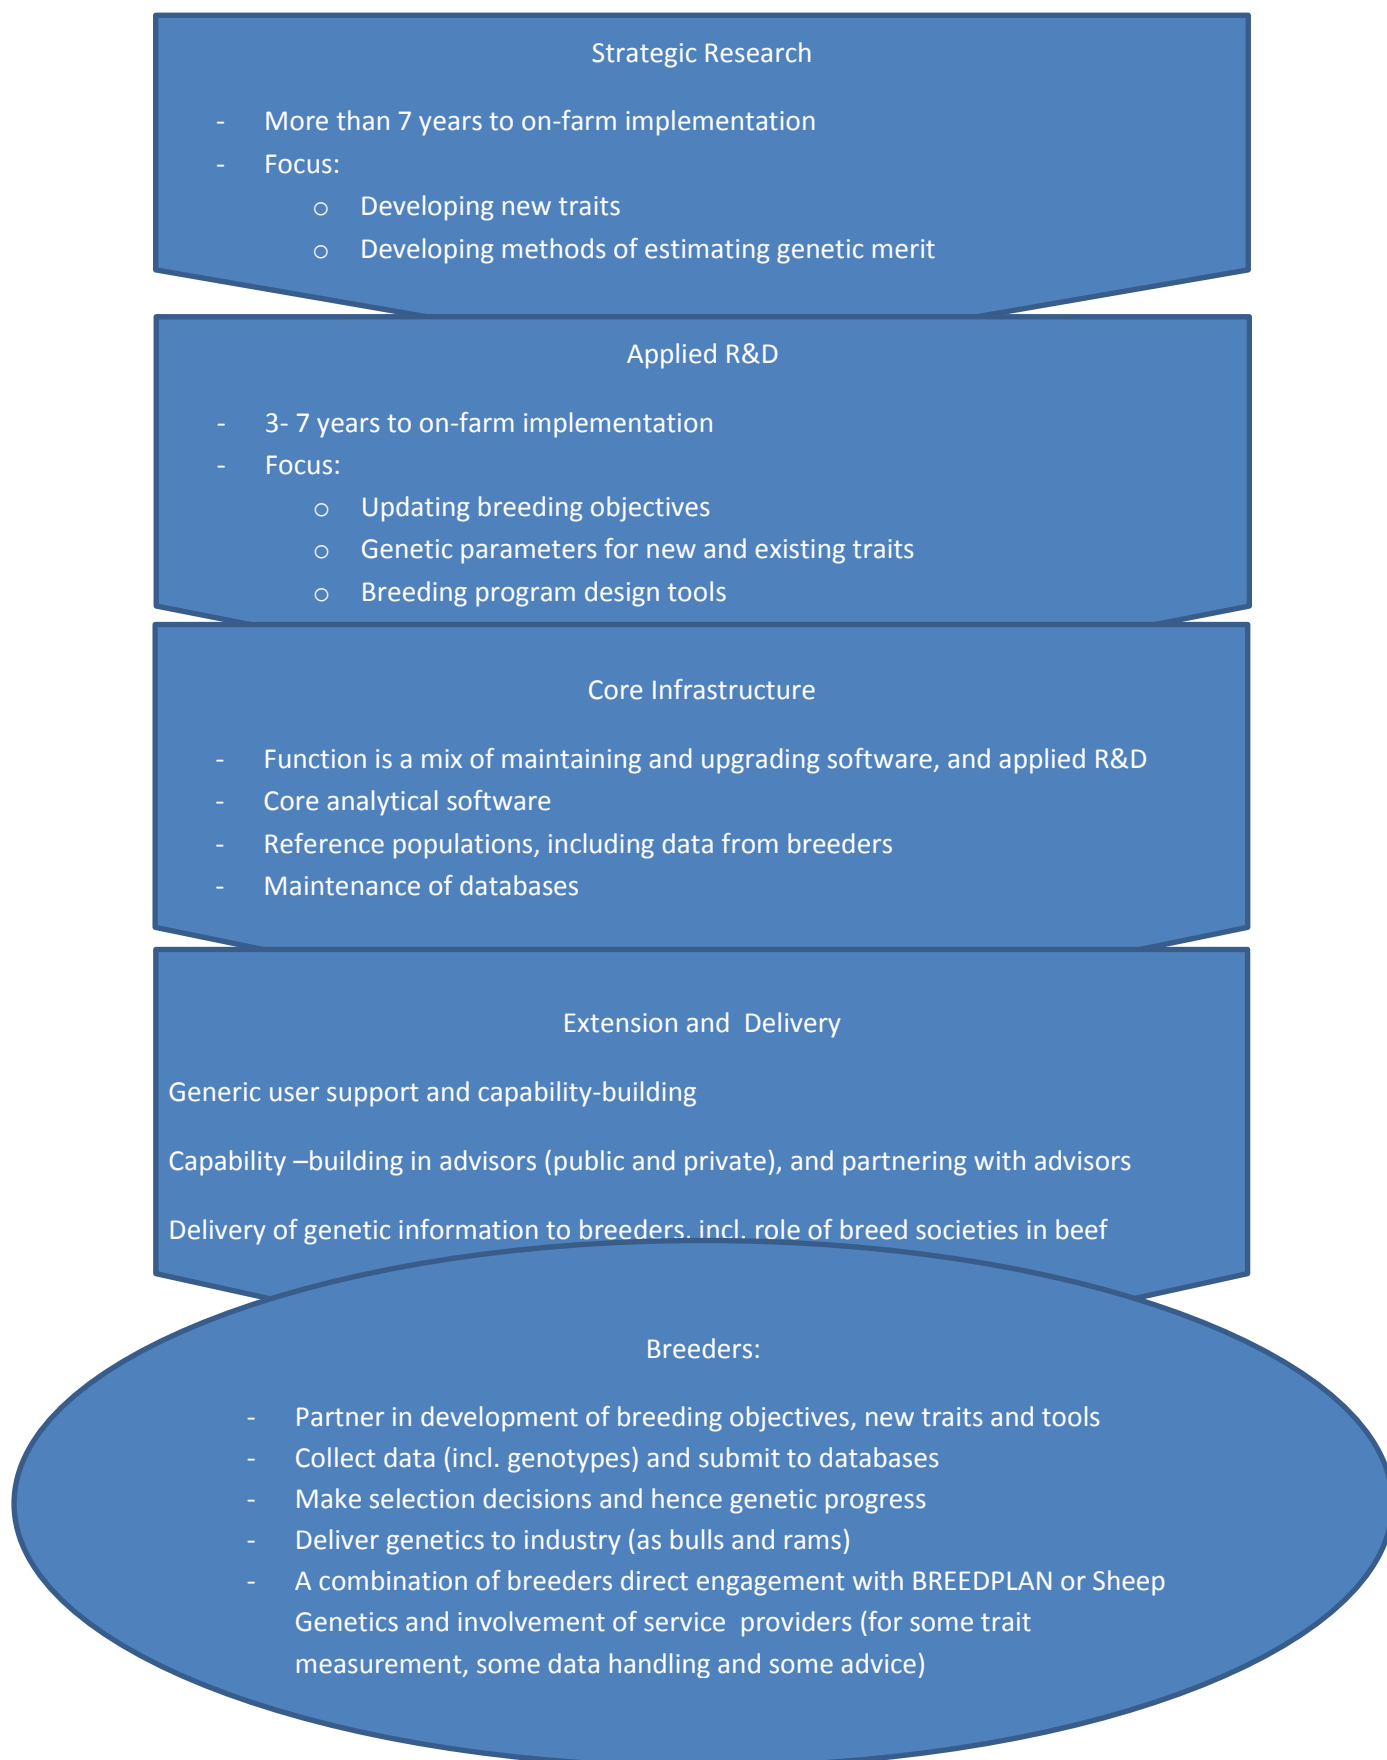 Strategic Research
- More than 7 years to on-farm implementation
- Focus:
o Developing new traits
o Developing methods of estimating genetic merit
Applied R&D
- 3- 7 years to on-farm implementation
- Focus:
o Updating breeding objectives
o Genetic parameters for new and existing traits
o Breeding program design tools
Core Infrastructure
- Function is a mix of maintaining and upgrading software, and applied R&D
- Core analytical software
- Reference populations, including data from breeders
- Maintenance of databases
Extension and  Delivery
Generic user support and capability-building
Capability –building in advisors (public and private), and partnering with advisors
Delivery of genetic information to breeders, incl. role of breed societies in beef
Breeders:
- Partner in development of breeding objectives, new traits and tools
- Collect data (incl. genotypes) and submit to databases
- Make selection decisions and hence genetic progress
- Deliver genetics to industry (as bulls and rams)
- A combination of breeders direct engagement with BREEDPLAN or Sheep
Genetics and involvement of service  providers (for some trait
measurement, some data handling and some advice)